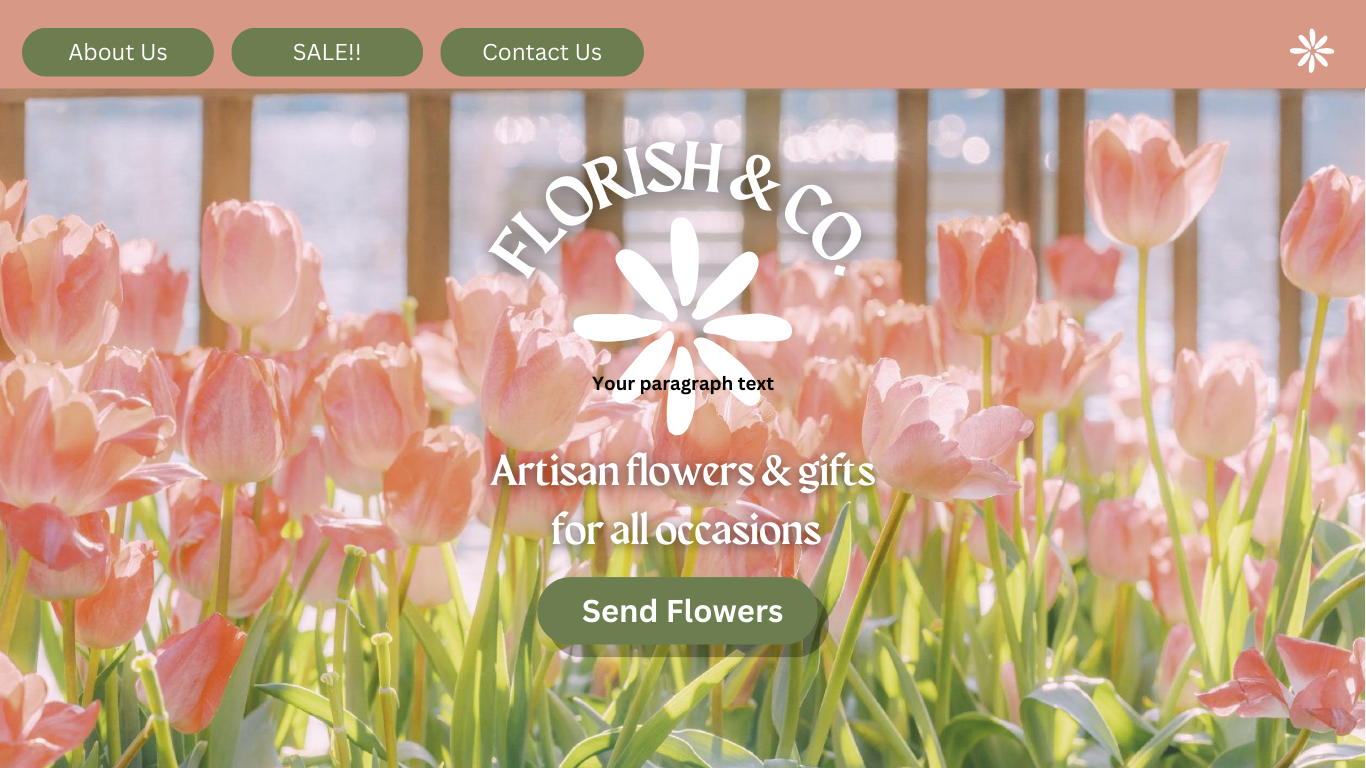 About Us
SALE!!
Contact Us
FLORISH & CO.
Your paragraph text
Artisan flowers & gifts
for all occasions
Send Flowers